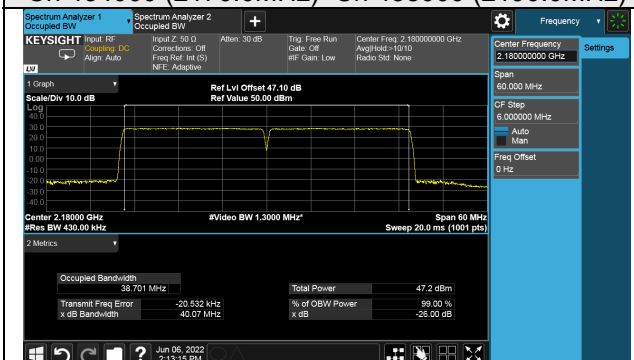 Spectrum Analyzer 1
Occupied BW
Spectrum Analyzer 2
Occupied BW
+
Frequency
KEYSIGHT
Input: RF
Coupling: DC
Align: Auto
Input Z: 50 Ω
Corrections: Off
Freq Ref: Int (S)
NFE: Adaptive
Atten: 30 dB
Trig: Free Run
Gate: Off
#IF Gain: Low
Center Freq: 2.180000000 GHz
Avg|Hold:>10/10
Radio Std: None
LXI
Center Frequency
2.180000000 GHz
Settings
Span
60.000 MHz
CF Step
6.000000 MHz
Auto
Man
Freq Offset
0 Hz
1 Graph
Scale/Div 10.0 dB
Ref Lvl Offset 47.10 dB
Ref Value 50.00 dBm
Log
40.0
30.0
20.0
10.0
0.00
-10.0
-20.0
-30.0
-40.0
Center 2.18000 GHz
#Res BW 430.00 kHz
#Video BW 1.3000 MHz*
Span 60 MHz
Sweep 20.0 ms (1001 pts)
2 Metrics
Occupied Bandwidth
38.701 MHz
Total Power
47.2 dBm
Transmit Freq Error
-20.532 kHz
% of OBW Power
99.00 %
x dB Bandwidth
40.07 MHz
x dB
-26.00 dB
?
Jun 06, 2022
2:13:15 PM